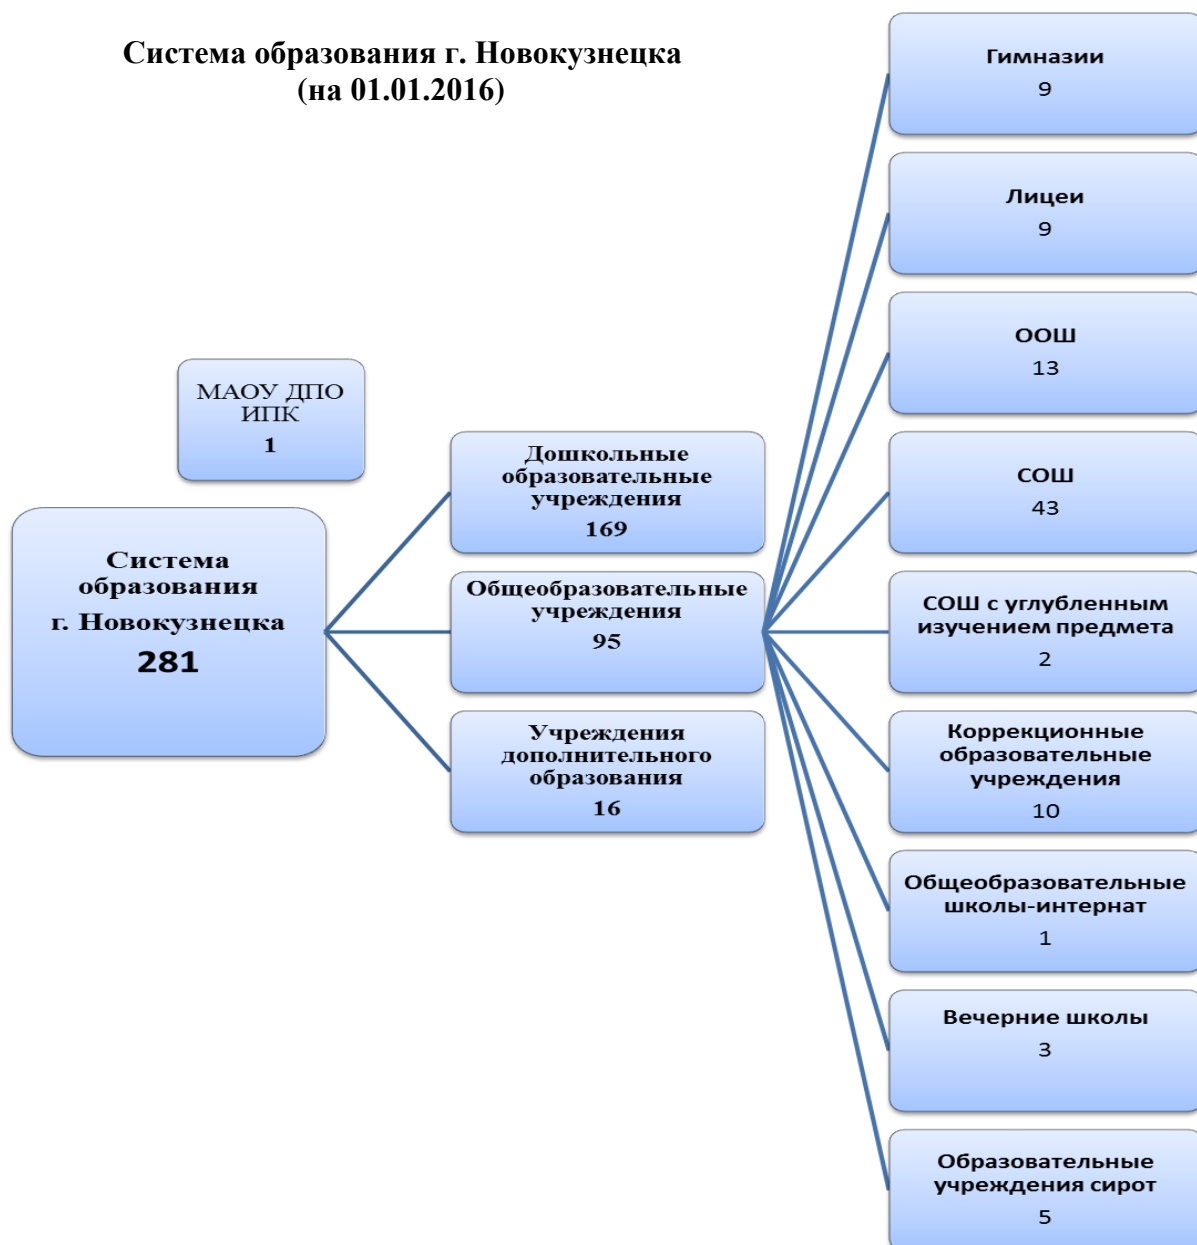 Система образования г. Новокузнецка
(на 01.01.2016)
МАОУ ДПО
ИПК
1
Система
образования
г. Новокузнецка
281
Дошкольные
образовательные
учреждения
169
Общеобразовательные
учреждения
95
Учреждения
дополнительного
образования
16
Гимназии
9
Лицеи
9
ООШ
13
СОШ
43
СОШ с углубленным
изучением предмета
2
Коррекционные
образовательные
учреждения
10
Общеобразовательные
школы-интернат
1
Вечерние школы
3
Образовательные
учреждения сирот
5